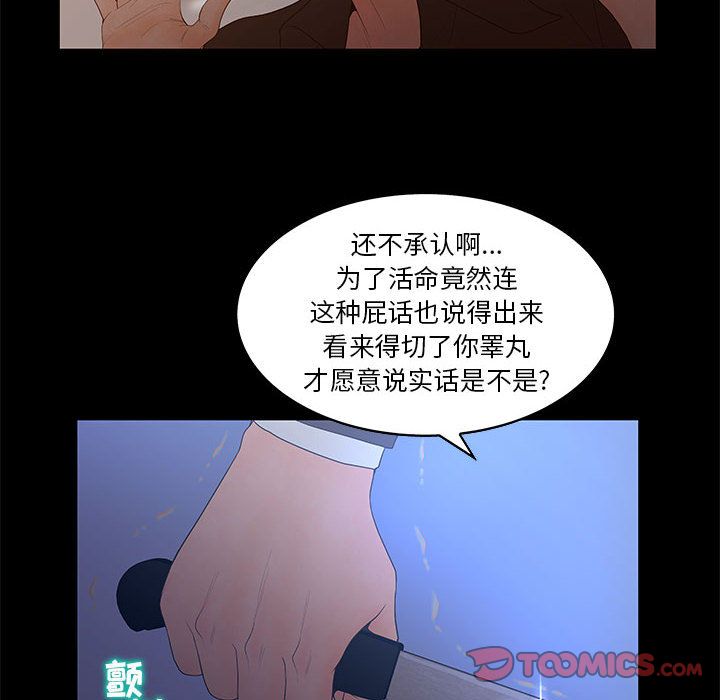 还不承认啊...
为了活命竟然连
这种屁话也说得出来
看来得切了你睾丸
才愿意说实话是不是?
颤
TOOMICS.COM